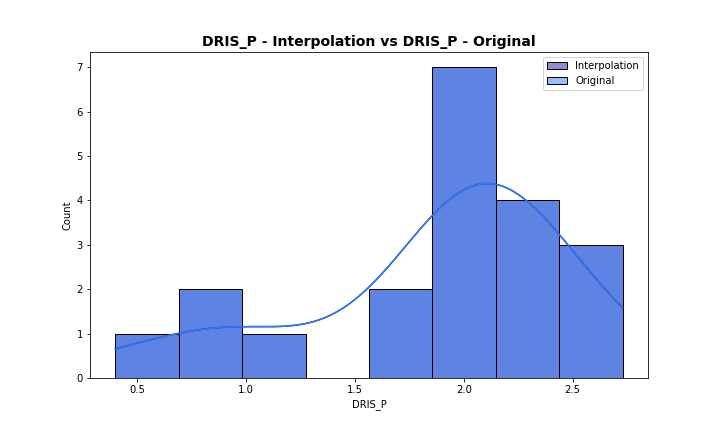 DRIS_P - Interpolation vs DRIS_P - Original
Interpolation
Original
7
6
5
4
3
2
1
0
Count
0.5 1.0 1.5 2.0 2.5
DRIS_P